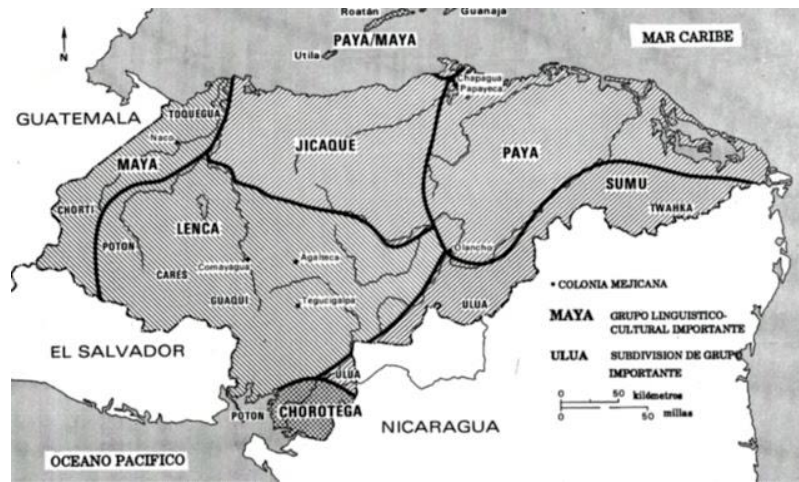 Roatán
Guanaja
Utila
PAYA/MAYA
MAR CARIBE
N
GUATEMALA
TOQUEGUA
Naco
MAYA
CHORTI
JICAQUE
Chapagua
Papayeca
PAYA
SUMU
TWAHKA
LENCA
POTON
CARES
Comayagua
Agalteca
GUAQUI
Tegucigalpa
Olancho
ULUA
EL SALVADOR
ULUA
POTON
CHOROTEGA
NICARAGUA
OCEANO PACIFICO
• COLONIA MEJICANA
MAYA GRUPO LINGUISTICO-
CULTURAL IMPORTANTE
ULUA SUBDIVISION DE GRUPO
IMPORTANTE
0 50 kilómetros
0 50 millas